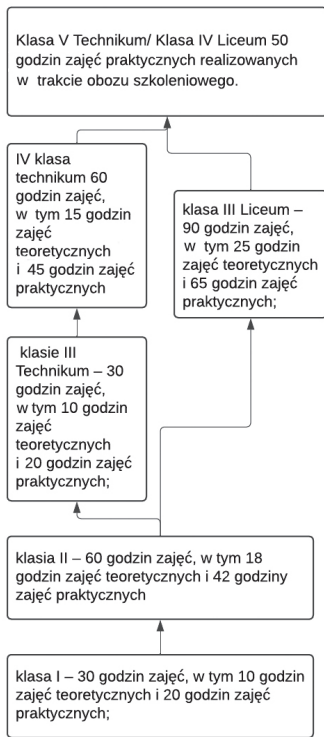 Klasa V Technikum/ Klasa IV Liceum 50
godzin zajęć praktycznych realizowanych
w trakcie obozu szkoleniowego.
IV klasa
technikum 60
godzin zajęć,
w tym 15 godzin
zajęć
teoretycznych
i 45 godzin zajęć
praktycznych
klasa III Liceum –
90 godzin zajęć,
w tym 25 godzin
zajęć teoretycznych
i 65 godzin zajęć
praktycznych;
klasie III
Technikum – 30
godzin zajęć,
w tym 10 godzin
zajęć
teoretycznych
i 20 godzin zajęć
praktycznych;
klasia II – 60 godzin zajęć, w tym 18
godzin zajęć teoretycznych i 42 godziny
zajęć praktycznych
klasa I – 30 godzin zajęć, w tym 10 godzin
zajęć teoretycznych i 20 godzin zajęć
praktycznych;